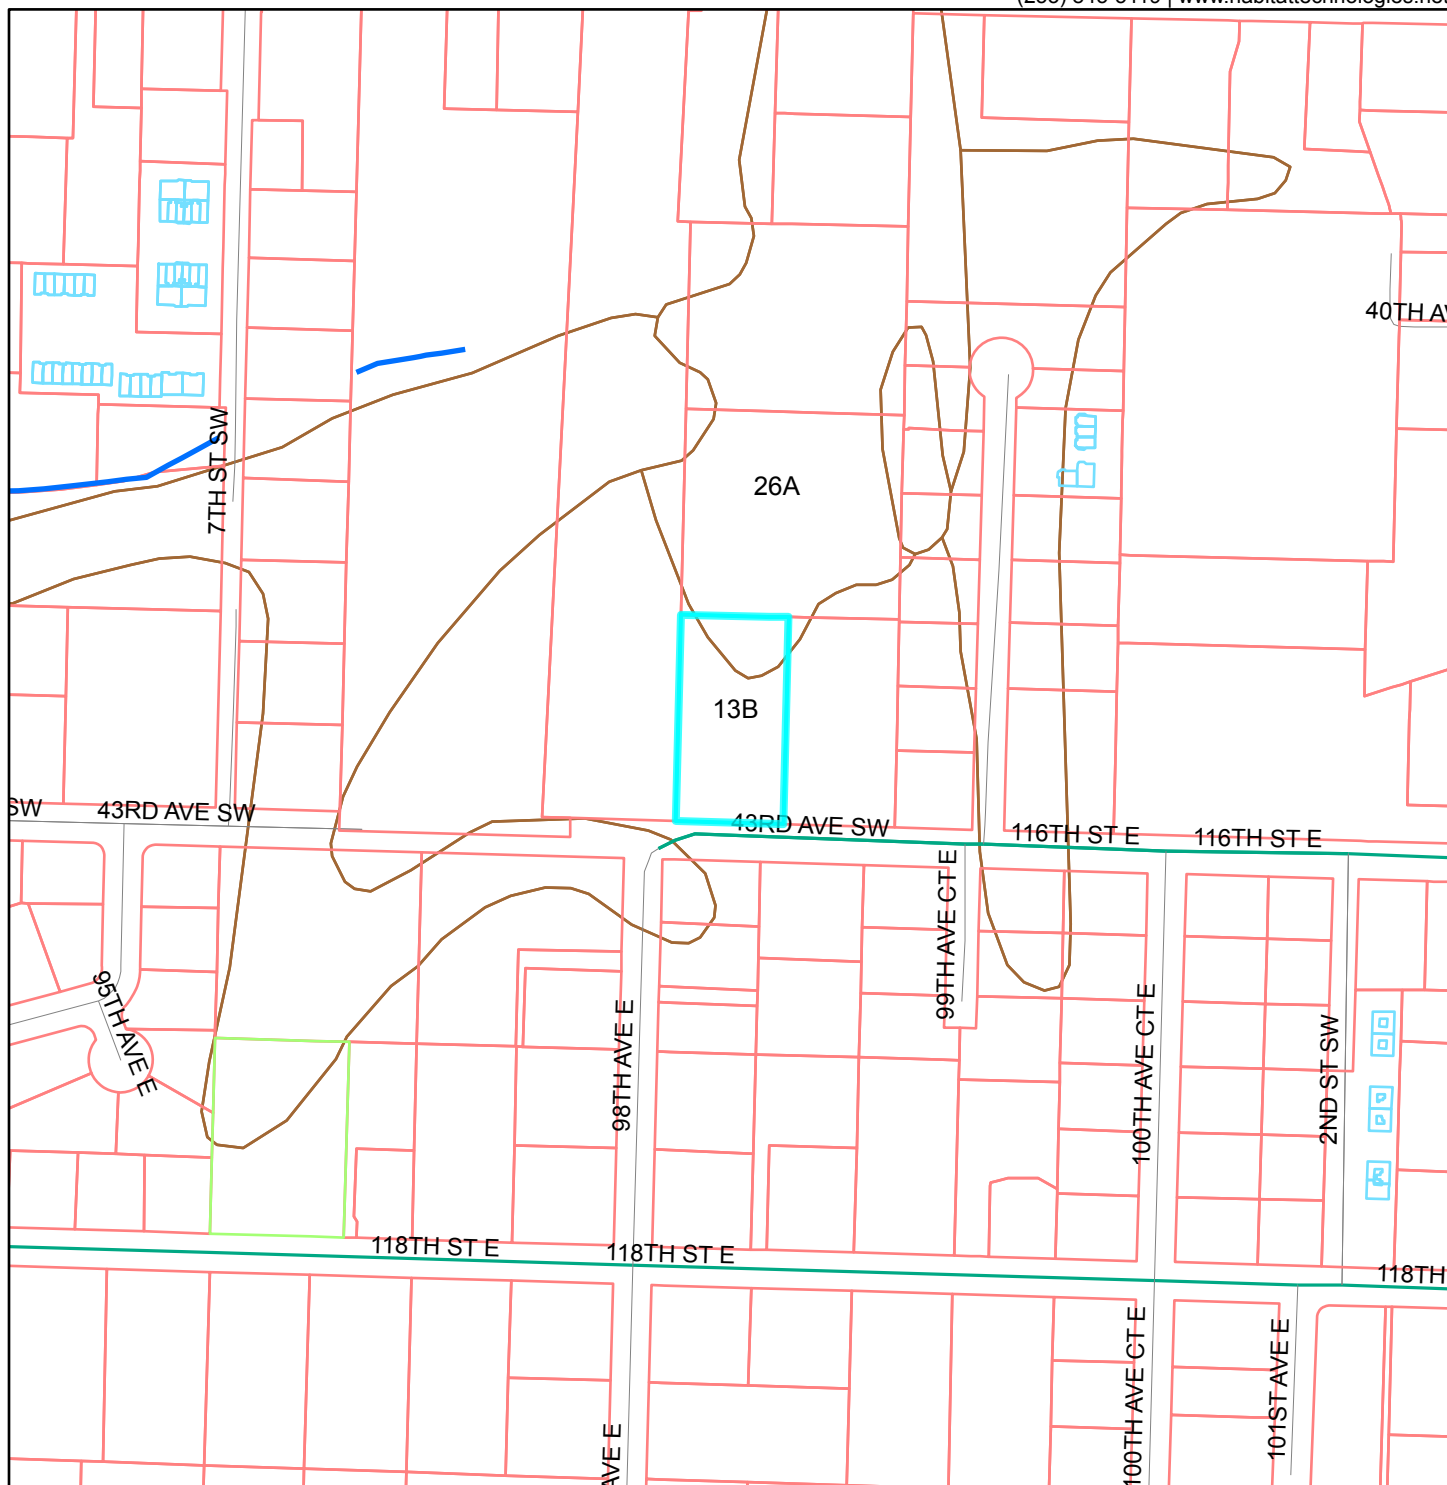 40TH AV
7TH ST SW
26A
13B
SW
43RD AVE SW
43RD AVE SW
116TH ST E
116TH ST E
99TH AVE CT E
95TH AVE E
98TH AVE E
100TH AVE CT E
2ND ST SW
118TH ST E
118TH ST E
118TH
100TH AVE CT E
101ST AVE E
AVE E